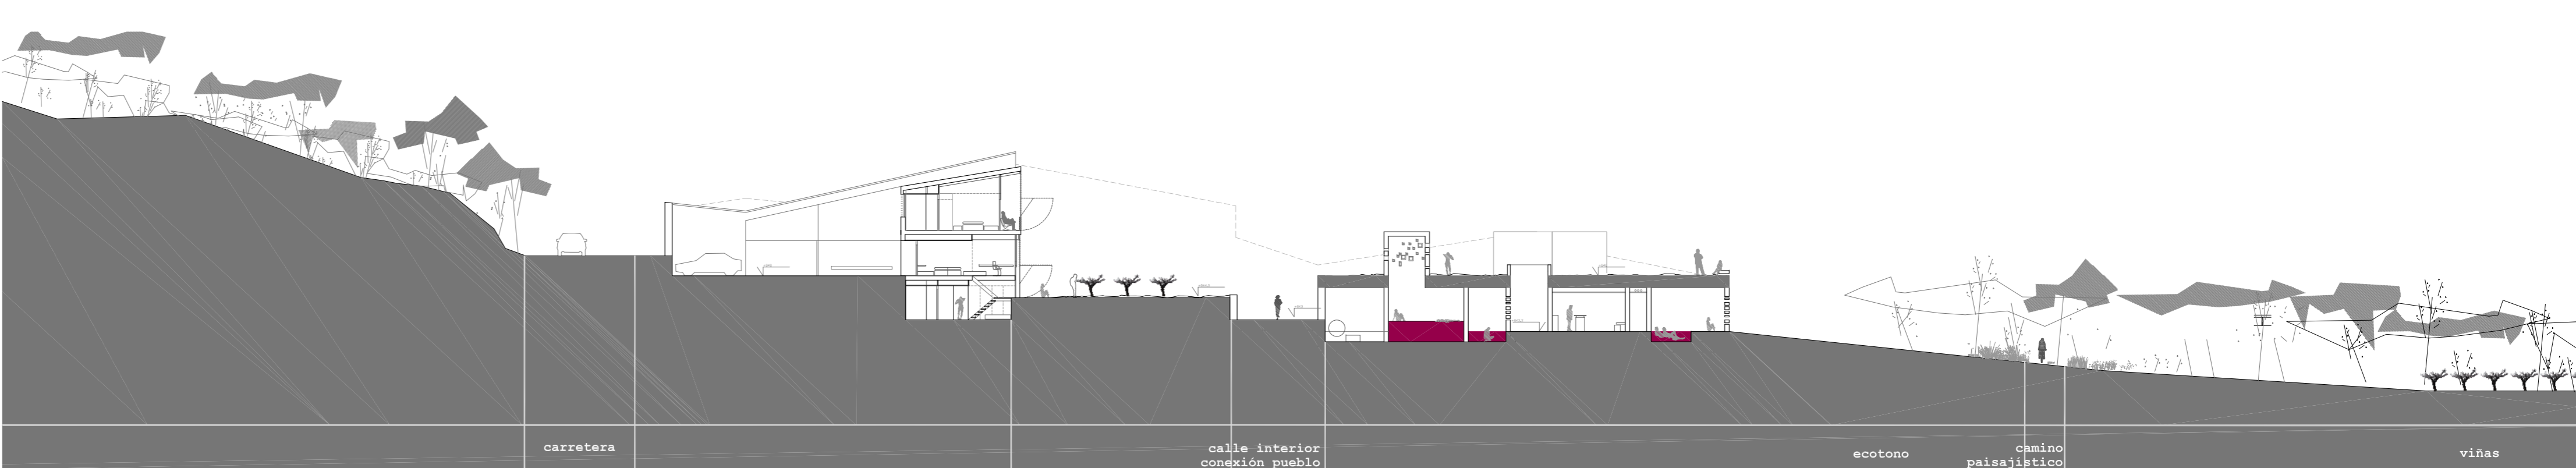 carretera
calle interior
conexión pueblo
ecotono
camino
paisajístico
viñas